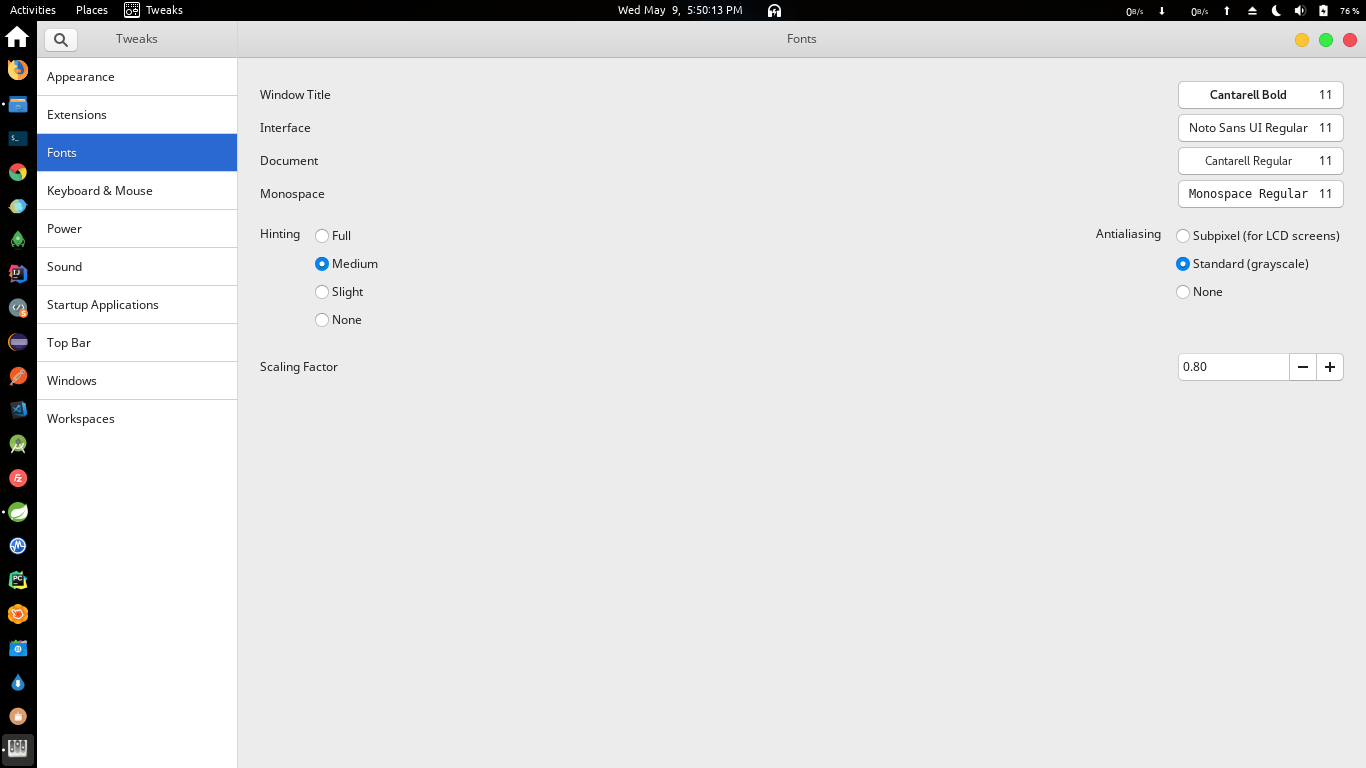 Activities Places Tweaks Wed May 9, 5:50:13 PM 0B/s 0B/s 76 %
Tweaks Fonts
Appearance
Extensions
Fonts
Keyboard & Mouse
Power
Sound
Startup Applications
Top Bar
Windows
Workspaces
Window Title Cantarell Bold 11
Interface Noto Sans UI Regular 11
Document Cantarell Regular 11
Monospace Monospace Regular 11
Hinting Full
Medium
Slight
None
Antialiasing Subpixel (for LCD screens)
Standard (grayscale)
None
Scaling Factor 0.80
$_
IJ
S
Fz
PC